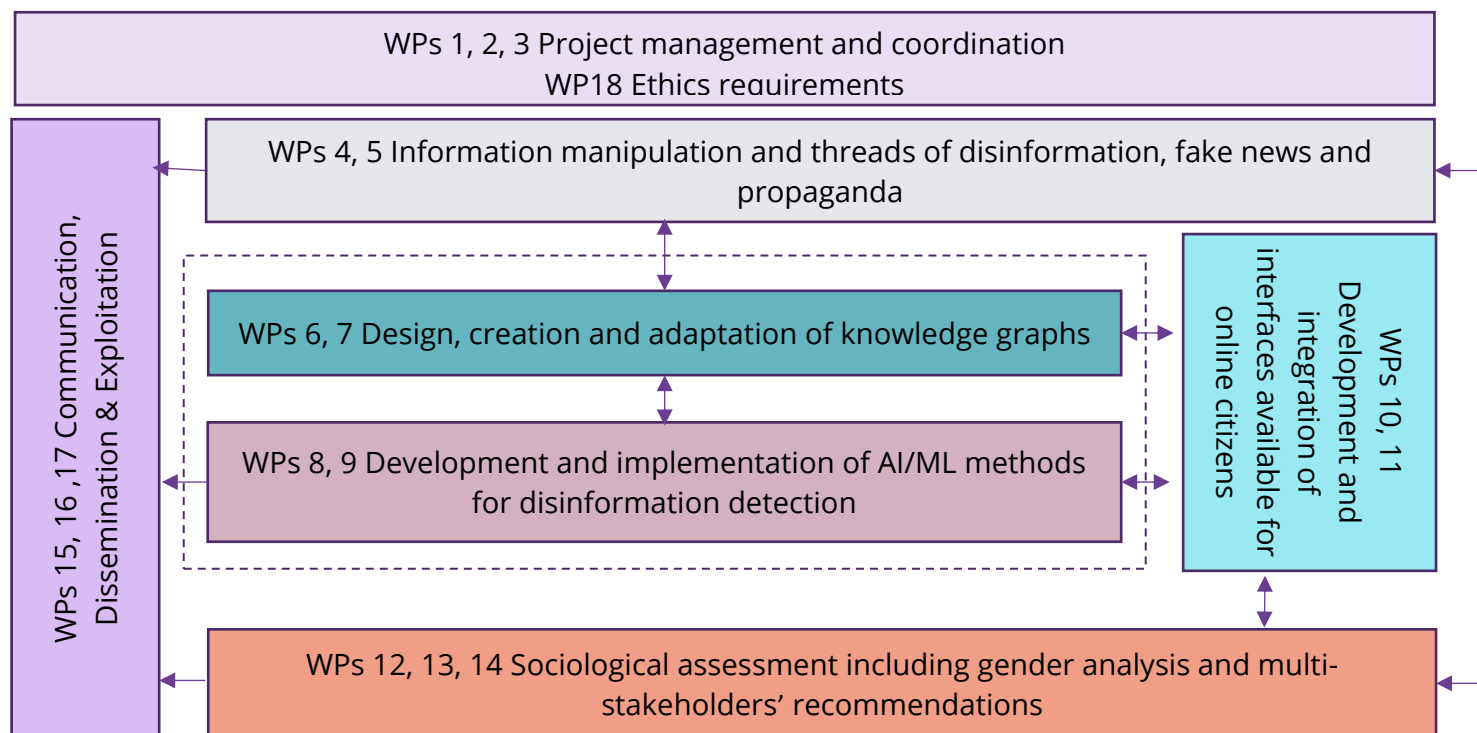 WPs 1, 2, 3 Project management and coordination
WP18 Ethics requirements
WPs 4, 5 Information manipulation and threads of disinformation, fake news and
propaganda
WPs 15, 16 ,17 Communication,
Dissemination & Exploitation
WPs 6, 7 Design, creation and adaptation of knowledge graphs
WPs 8, 9 Development and implementation of AI/ML methods
for disinformation detection
WPs 10, 11
Development and
integration of
interfaces available for
online citizens
WPs 12, 13, 14 Sociological assessment including gender analysis and multi-
stakeholders’ recommendations